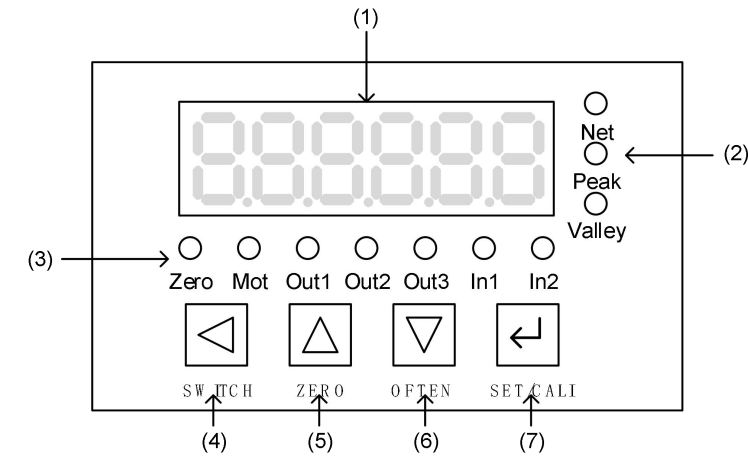 (1)
Net
Peak
(2)
Valley
(3)
Zero Mot Out1 Out2 Out3 In1 In2
SWITCH ZERO OFTEN SET/CALI
(4) (5) (6) (7)